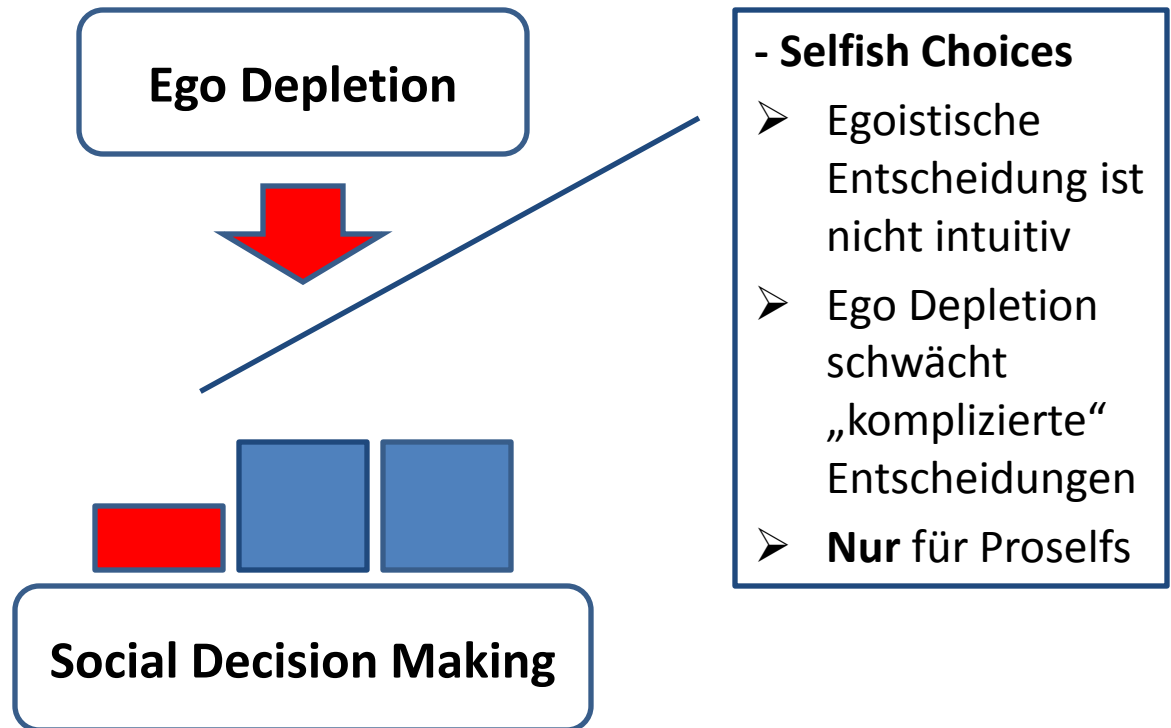 Ego Depletion
Social Decision Making
- Selfish Choices
➢ Egoistische
Entscheidung ist
nicht intuitiv
➢ Ego Depletion
schwächt
„komplizierte“
Entscheidungen
➢ Nur für Proselfs